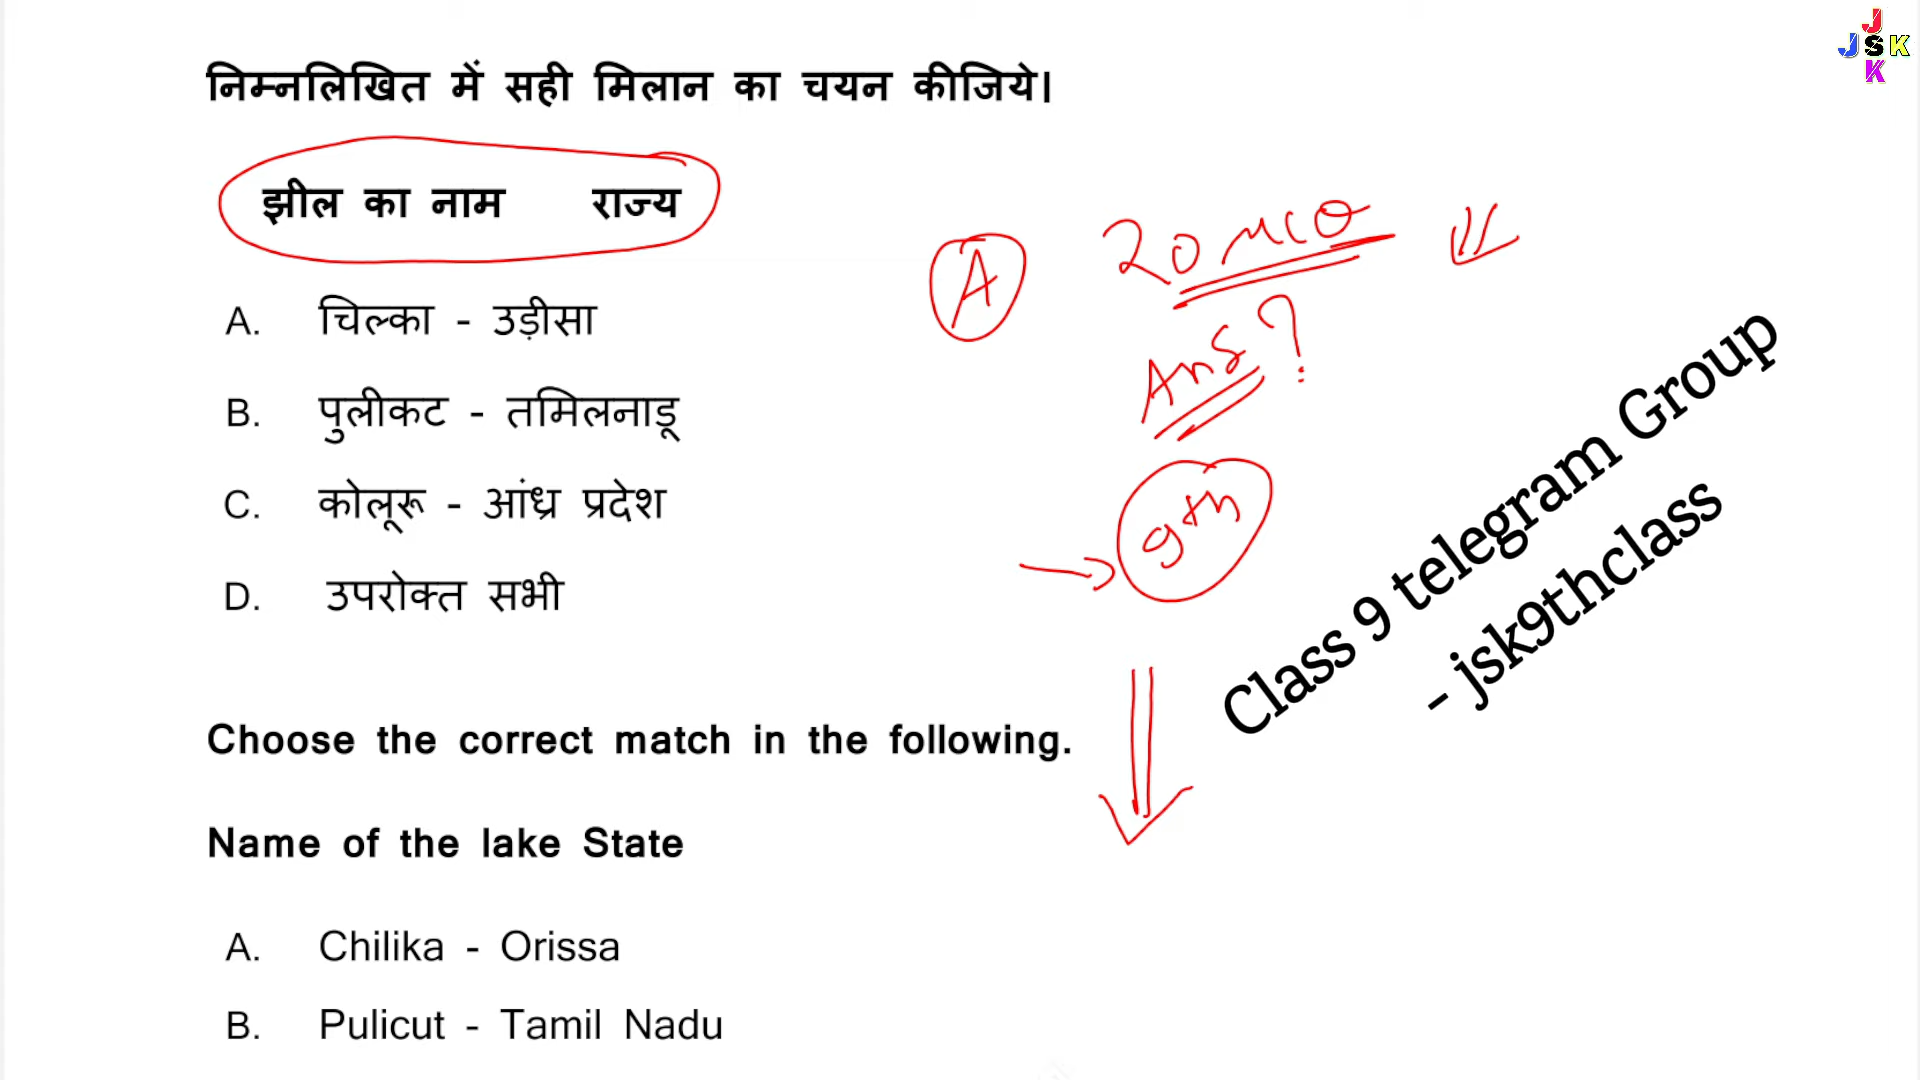 निम्नलिखित में सही मिलान का चयन कीजिये।
झील का नाम राज्य
A. चिल्का - उड़ीसा
B. पुलीकट - तमिलनाडू
C. कोलूरू - आंध्र प्रदेश
D. उपरोक्त सभी
Choose the correct match in the following.
Name of the lake State
A. Chilika - Orissa
B. Pulicut - Tamil Nadu
A
20 MCQ
Ans?
9th
Class 9 telegram Group
- jsk9thclass
J
JSK
K